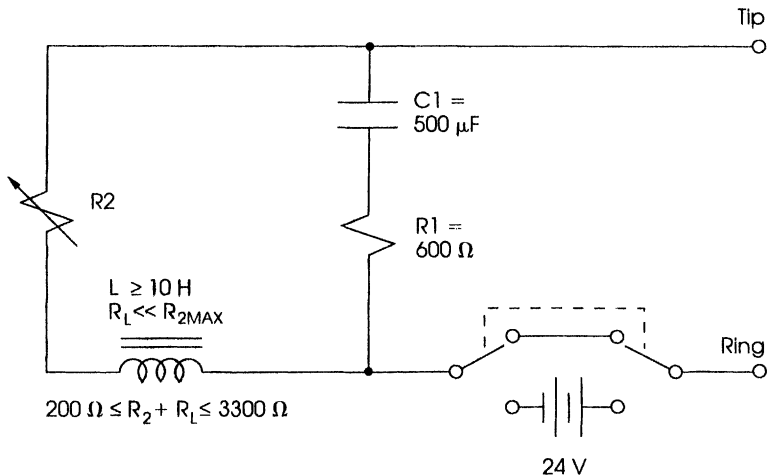 Tip
C1 =
500 µF
R2
R1 =
600 Ω
L ≥ 10 H
R_L << R_2MAX
Ring
200 Ω ≤ R_2 + R_L ≤ 3300 Ω
24 V